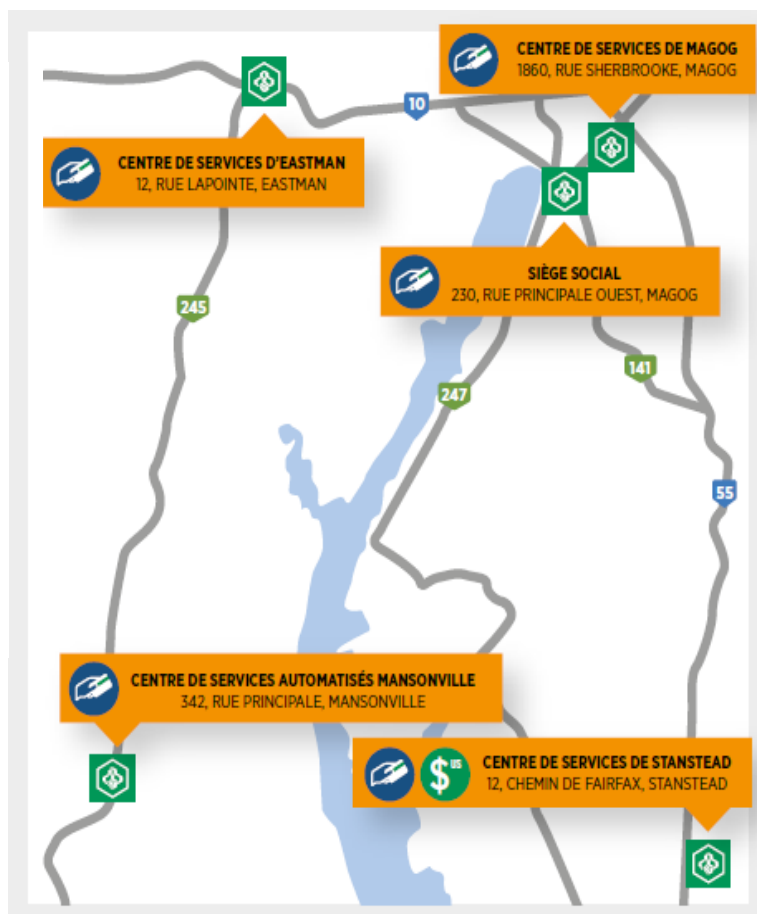 CENTRE DE SERVICES DE MAGOG
1860, RUE SHERBROOKE, MAGOG
10
CENTRE DE SERVICES D'EASTMAN
12, RUE LAPOINTE, EASTMAN
SIÈGE SOCIAL
230, RUE PRINCIPALE OUEST, MAGOG
245
141
247
55
CENTRE DE SERVICES AUTOMATISÉS MANSONVILLE
342, RUE PRINCIPALE, MANSONVILLE
$ US
CENTRE DE SERVICES DE STANSTEAD
12, CHEMIN DE FAIRFAX, STANSTEAD